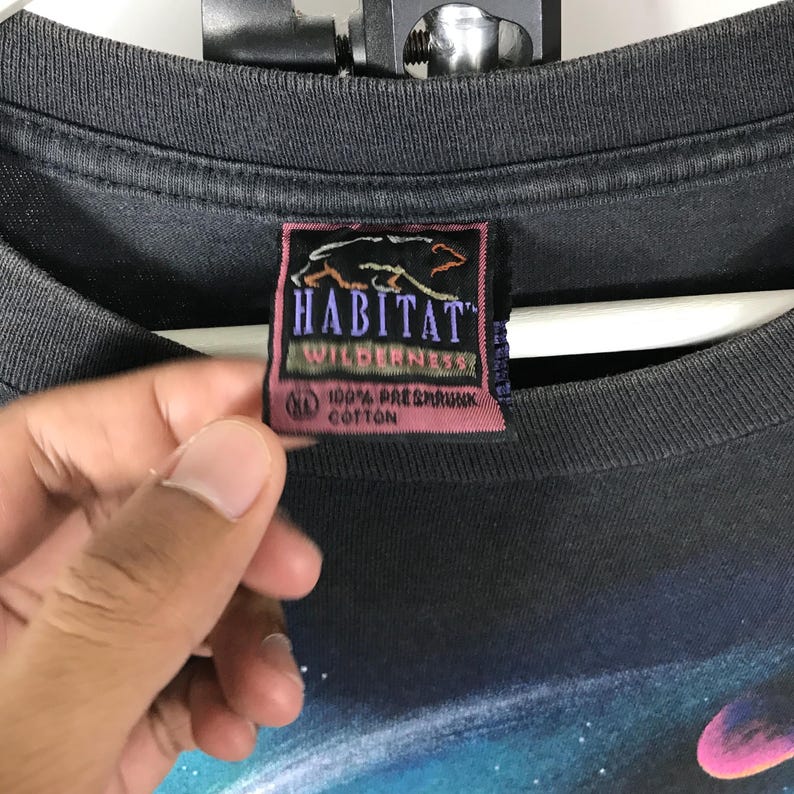 HABITAT™
WILDERNESS
XL 100% PRESHRUNK
COTTON